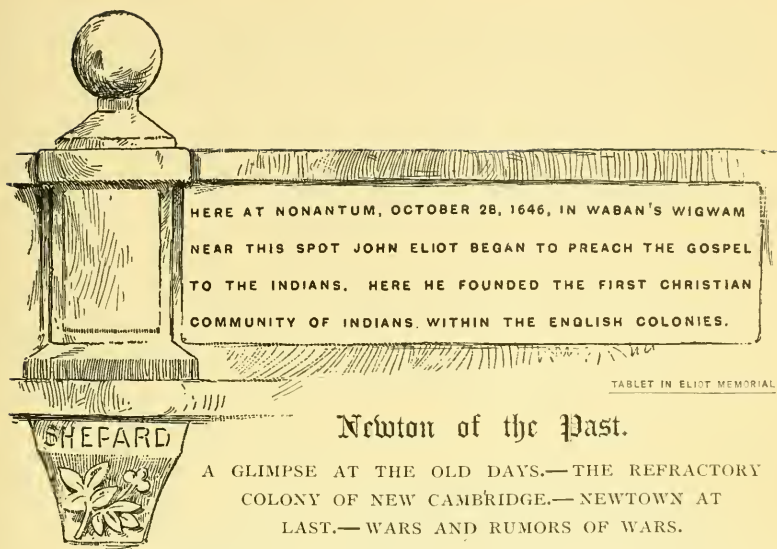 HERE AT NONANTUM, OCTOBER 28, 1646, IN WABAN'S WIGWAM
NEAR THIS SPOT JOHN ELIOT BEGAN TO PREACH THE GOSPEL
TO THE INDIANS. HERE HE FOUNDED THE FIRST CHRISTIAN
COMMUNITY OF INDIANS WITHIN THE ENGLISH COLONIES.
TABLET IN ELIOT MEMORIAL
SHEPARD
Newton of the Past.
A GLIMPSE AT THE OLD DAYS.—THE REFRACTORY
COLONY OF NEW CAMBRIDGE.—NEWTOWN AT
LAST.—WARS AND RUMORS OF WARS.